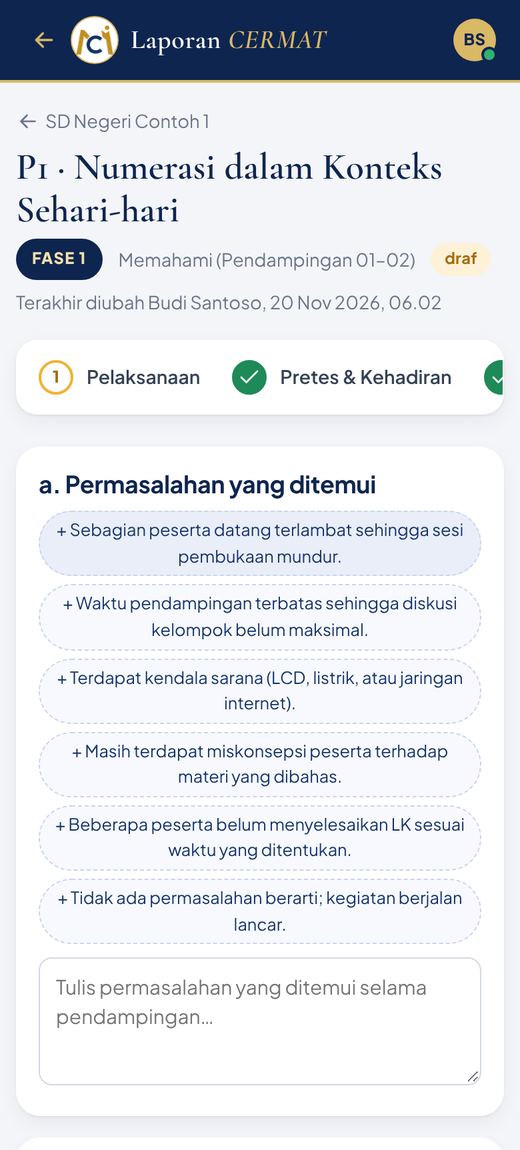 ← Laporan CERMAT BS
← SD Negeri Contoh 1
P1 · Numerasi dalam Konteks
Sehari-hari
FASE 1 Memahami (Pendampingan 01–02) draf
Terakhir diubah Budi Santoso, 20 Nov 2026, 06.02
1 Pelaksanaan ✓ Pretes & Kehadiran ✓
a. Permasalahan yang ditemui
+ Sebagian peserta datang terlambat sehingga sesi
pembukaan mundur.
+ Waktu pendampingan terbatas sehingga diskusi
kelompok belum maksimal.
+ Terdapat kendala sarana (LCD, listrik, atau jaringan
internet).
+ Masih terdapat miskonsepsi peserta terhadap
materi yang dibahas.
+ Beberapa peserta belum menyelesaikan LK sesuai
waktu yang ditentukan.
+ Tidak ada permasalahan berarti; kegiatan berjalan
lancar.
Tulis permasalahan yang ditemui selama
pendampingan...